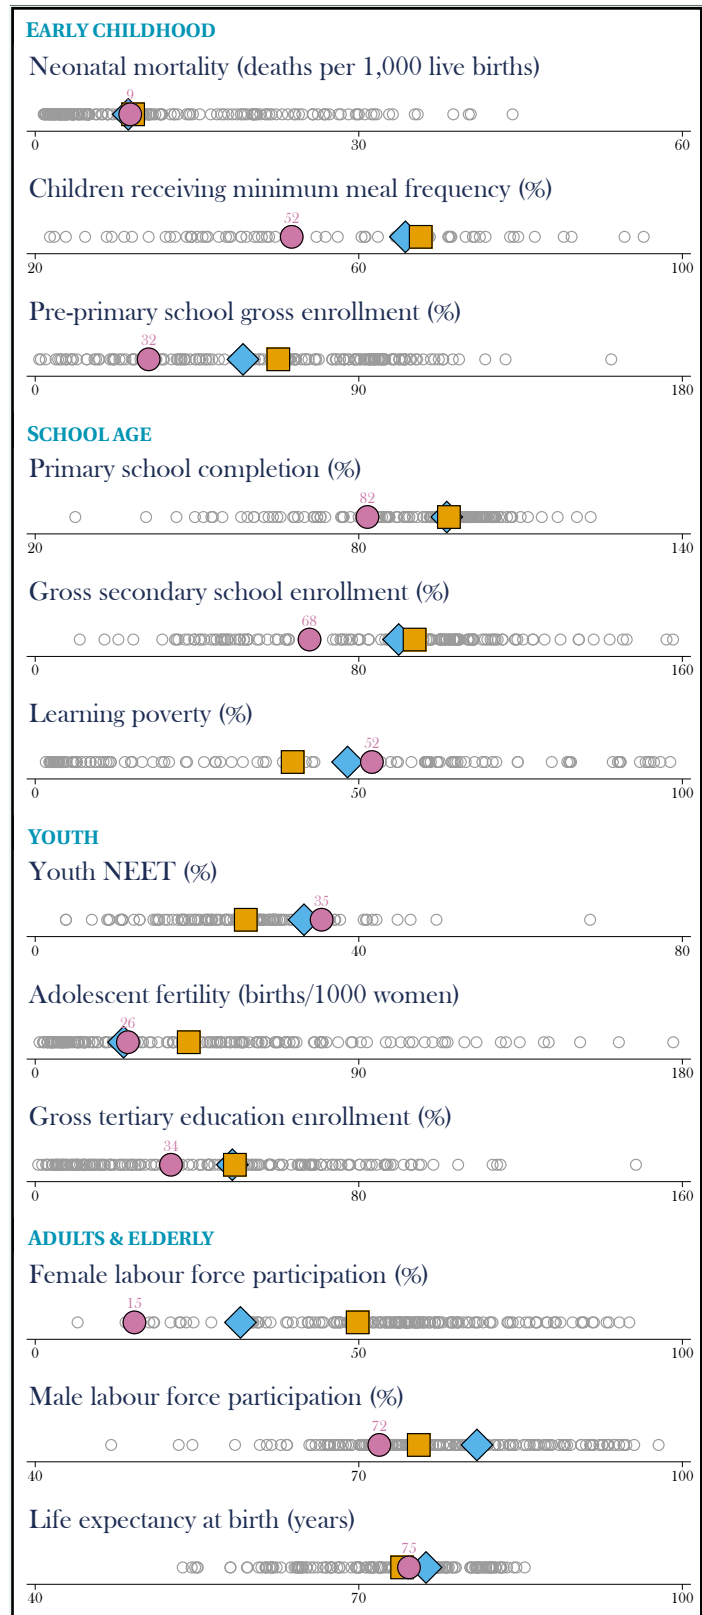 EARLY CHILDHOOD
Neonatal mortality (deaths per 1,000 live births)
9
0 30 60
Children receiving minimum meal frequency (%)
52
20 60 100
Pre-primary school gross enrollment (%)
32
0 90 180
SCHOOL AGE
Primary school completion (%)
82
20 80 140
Gross secondary school enrollment (%)
68
0 80 160
Learning poverty (%)
52
0 50 100
YOUTH
Youth NEET (%)
35
0 40 80
Adolescent fertility (births/1000 women)
26
0 90 180
Gross tertiary education enrollment (%)
34
0 80 160
ADULTS & ELDERLY
Female labour force participation (%)
15
0 50 100
Male labour force participation (%)
72
40 70 100
Life expectancy at birth (years)
75
40 70 100